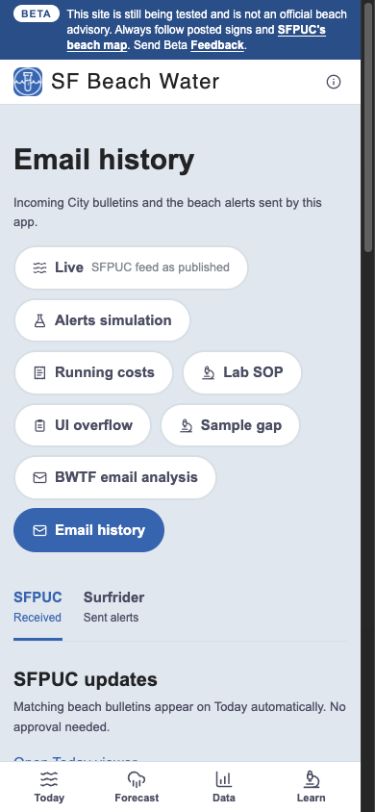 BETA
This site is still being tested and is not an official beach
advisory. Always follow posted signs and SFPUC's
beach map. Send Beta Feedback.
SF Beach Water
Email history
Incoming City bulletins and the beach alerts sent by this
app.
Live SFPUC feed as published
Alerts simulation
Running costs
Lab SOP
UI overflow
Sample gap
BWTF email analysis
Email history
SFPUC
Received
Surfrider
Sent alerts
SFPUC updates
Matching beach bulletins appear on Today automatically. No
approval needed.
Open Today viewer
Today
Forecast
Data
Learn